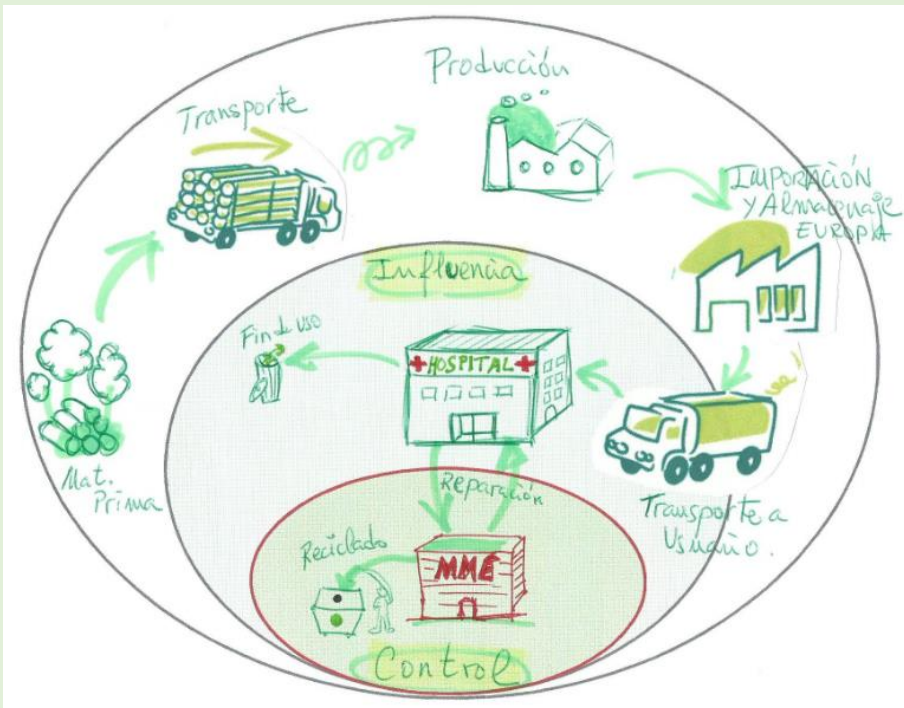 Producción
Transporte
IMPORTACIÓN
Y Almacenaje
EUROPA
Influencia
Fin de uso
HOSPITAL
Mat.
Prima
Reparación
Transporte a
Usuario.
Reciclado
MME
Control